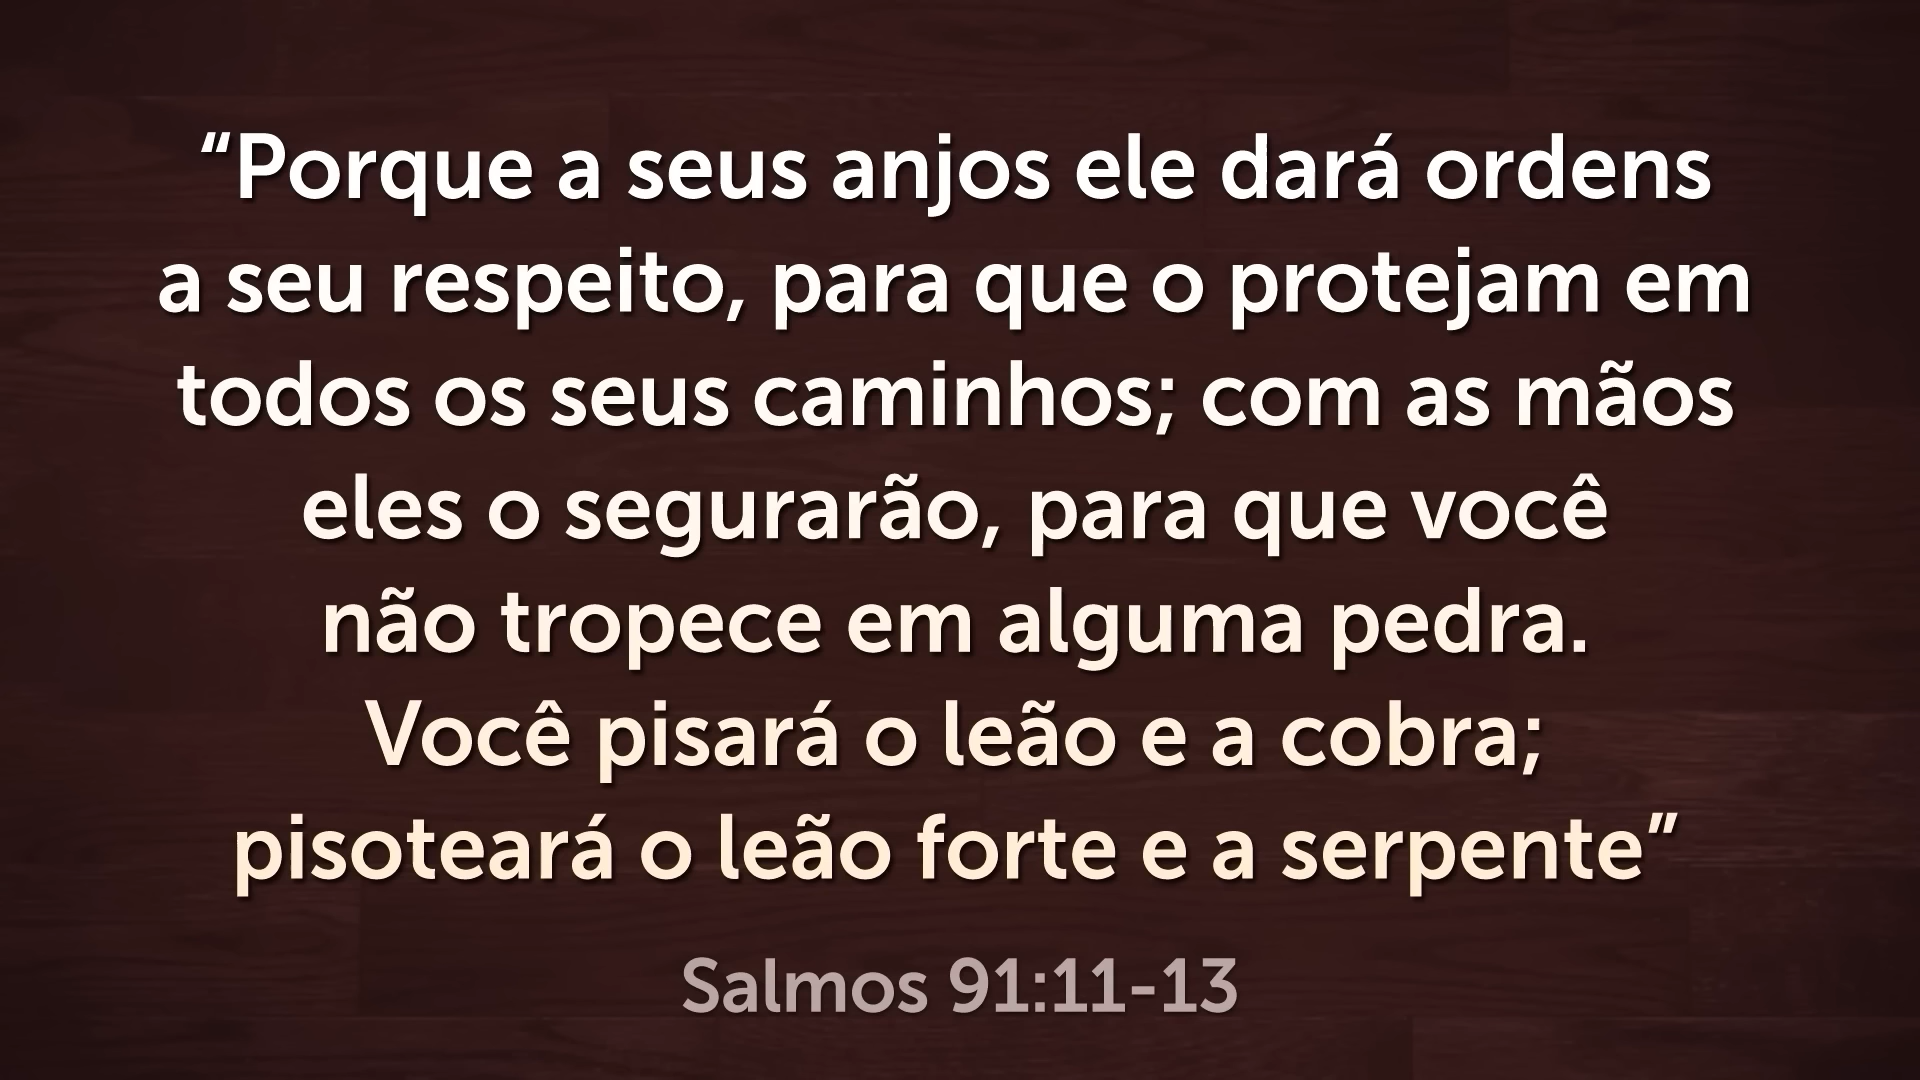 “Porque a seus anjos ele dará ordens
a seu respeito, para que o protejam em
todos os seus caminhos; com as mãos
eles o segurarão, para que você
não tropece em alguma pedra.
Você pisará o leão e a cobra;
pisoteará o leão forte e a serpente”
Salmos 91:11-13